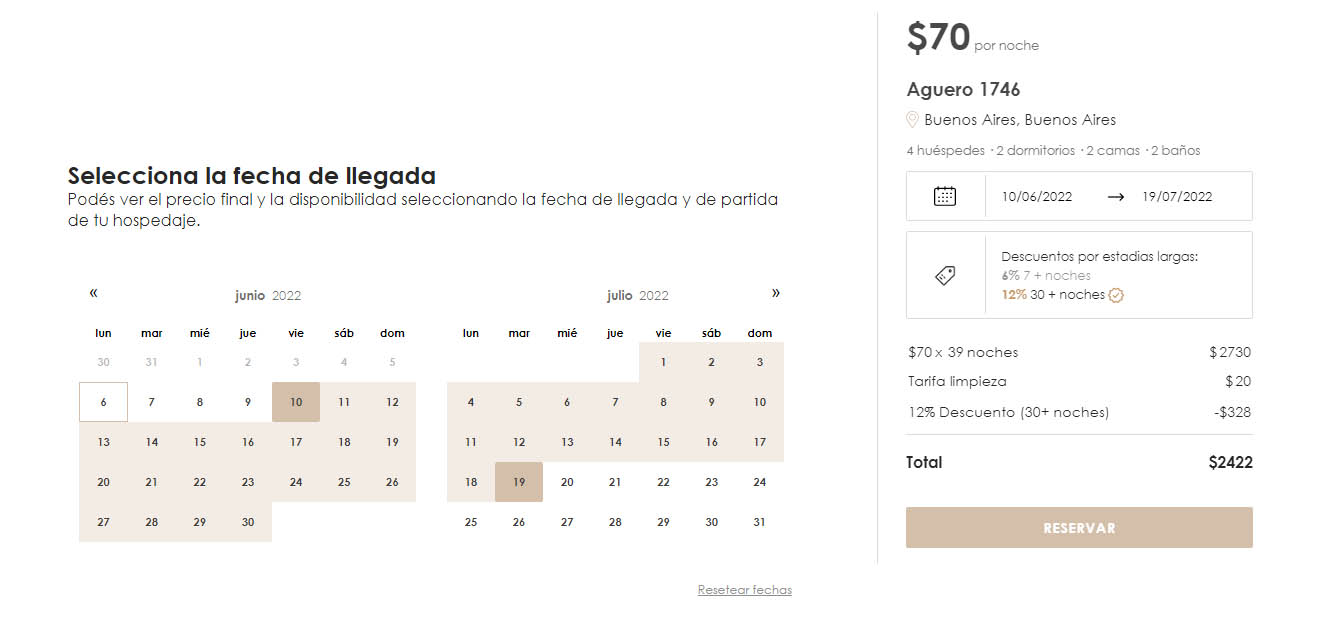 Selecciona la fecha de llegada
Podés ver el precio final y la disponibilidad seleccionando la fecha de llegada y de partida
de tu hospedaje.
« junio 2022
lun mar mié jue vie sáb dom
30 31 1 2 3 4 5
6 7 8 9 10 11 12
13 14 15 16 17 18 19
20 21 22 23 24 25 26
27 28 29 30
julio 2022 »
lun mar mié jue vie sáb dom
1 2 3
4 5 6 7 8 9 10
11 12 13 14 15 16 17
18 19 20 21 22 23 24
25 26 27 28 29 30 31
Resetear fechas
$70 por noche
Aguero 1746
Buenos Aires, Buenos Aires
4 huéspedes · 2 dormitorios · 2 camas · 2 baños
10/06/2022 → 19/07/2022
Descuentos por estadias largas:
6% 7 + noches
12% 30 + noches
$70 x 39 noches $2730
Tarifa limpieza $20
12% Descuento (30+ noches) -$328
Total $2422
RESERVAR